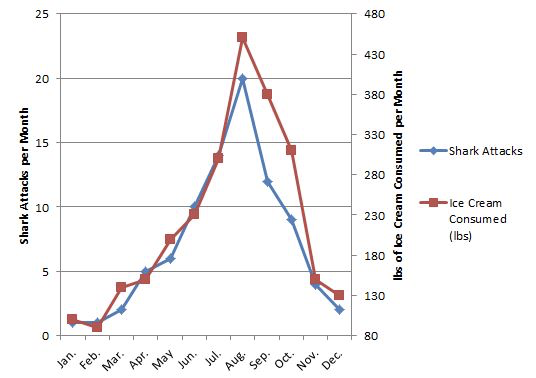 25
20
15
10
5
0
Shark Attacks per Month
480
430
380
330
280
230
180
130
80
lbs of Ice Cream Consumed per Month
Jan.
Feb.
Mar.
Apr.
May
Jun.
Jul.
Aug.
Sep.
Oct.
Nov.
Dec.
Shark Attacks
Ice Cream
Consumed
(lbs)